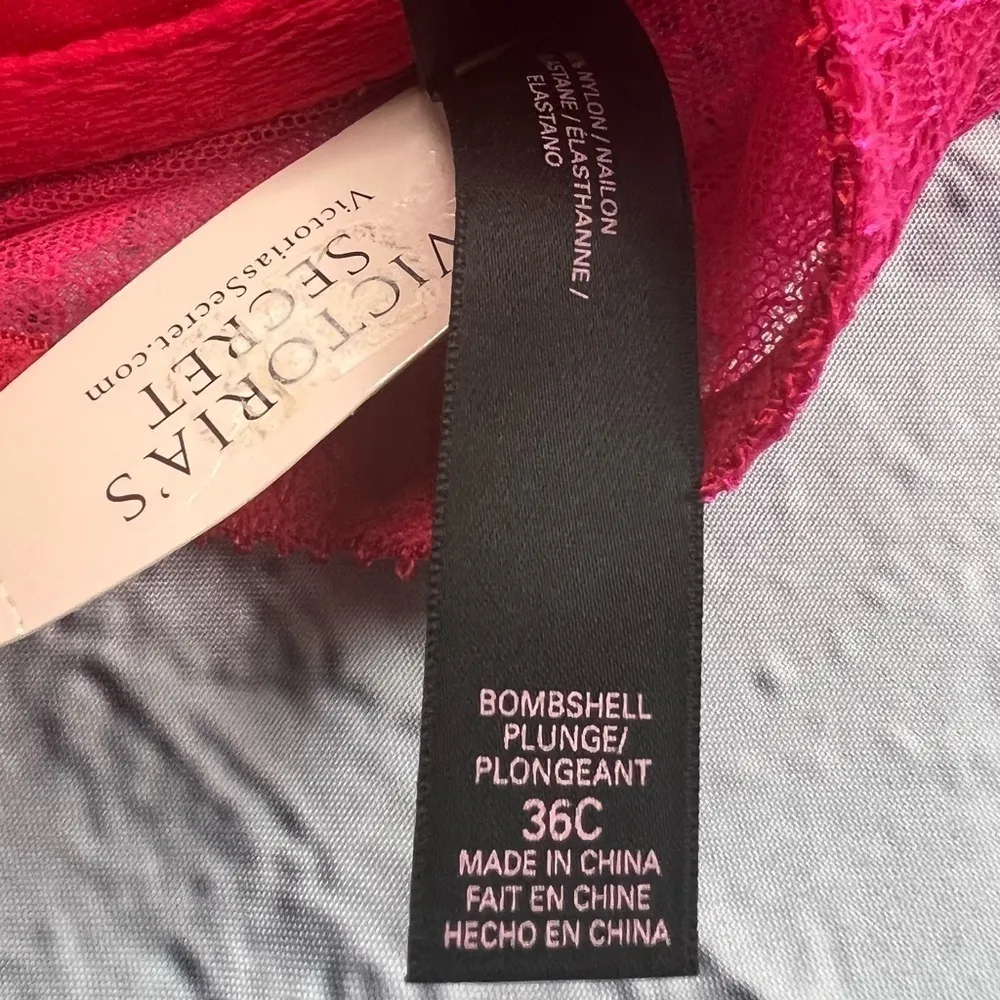 VICTORIA'S
SECRET
VictoriasSecret.com
NYLON / NAILON
ÉLASTHANNE /
ELASTANO
BOMBSHELL
PLUNGE/
PLONGEANT
36C
MADE IN CHINA
FAIT EN CHINE
HECHO EN CHINA